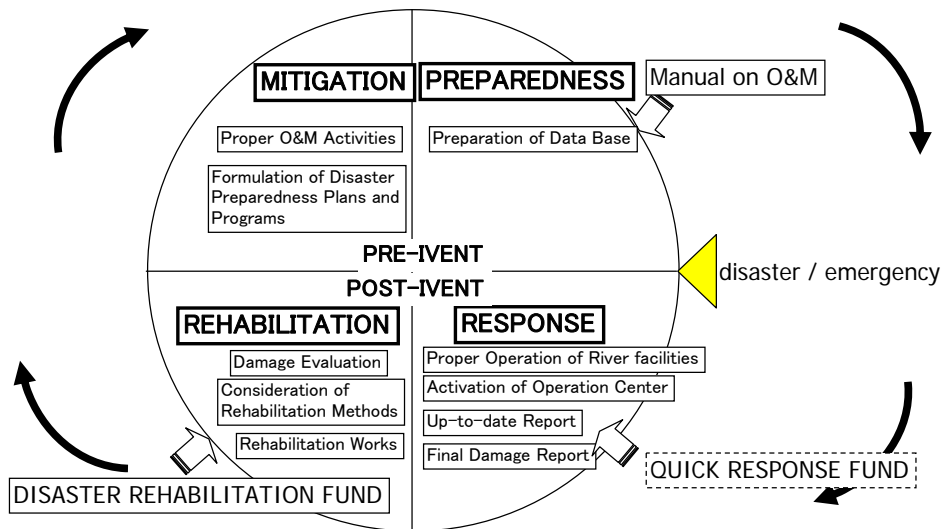 MITIGATION
PREPAREDNESS
Manual on O&M
Proper O&M Activities
Preparation of Data Base
Formulation of Disaster
Preparedness Plans and
Programs
PRE-IVENT
disaster / emergency
POST-IVENT
REHABILITATION
RESPONSE
Damage Evaluation
Consideration of
Rehabilitation Methods
Rehabilitation Works
Proper Operation of River facilities
Activation of Operation Center
Up-to-date Report
Final Damage Report
DISASTER REHABILITATION FUND
QUICK RESPONSE FUND